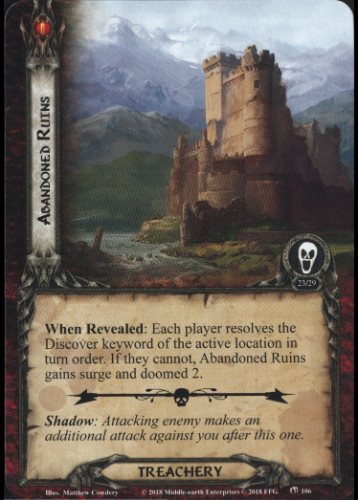 ABANDONED RUINS
23/29
When Revealed: Each player resolves the
Discover keyword of the active location in
turn order. If they cannot, Abandoned Ruins
gains surge and doomed 2.
Shadow: Attacking enemy makes an
additional attack against you after this one.
TREACHERY
Illus. Matthew Cowdery
© 2018 Middle-earth Enterprises © 2018 FFG
106